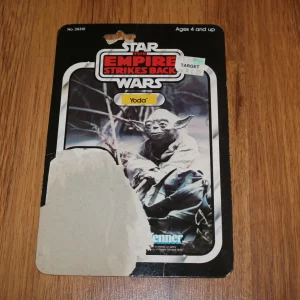 No. 38310
Ages 4 and up
STAR
THE
EMPIRE
STRIKES BACK
WARS
TARGET
Yoda
Kenner